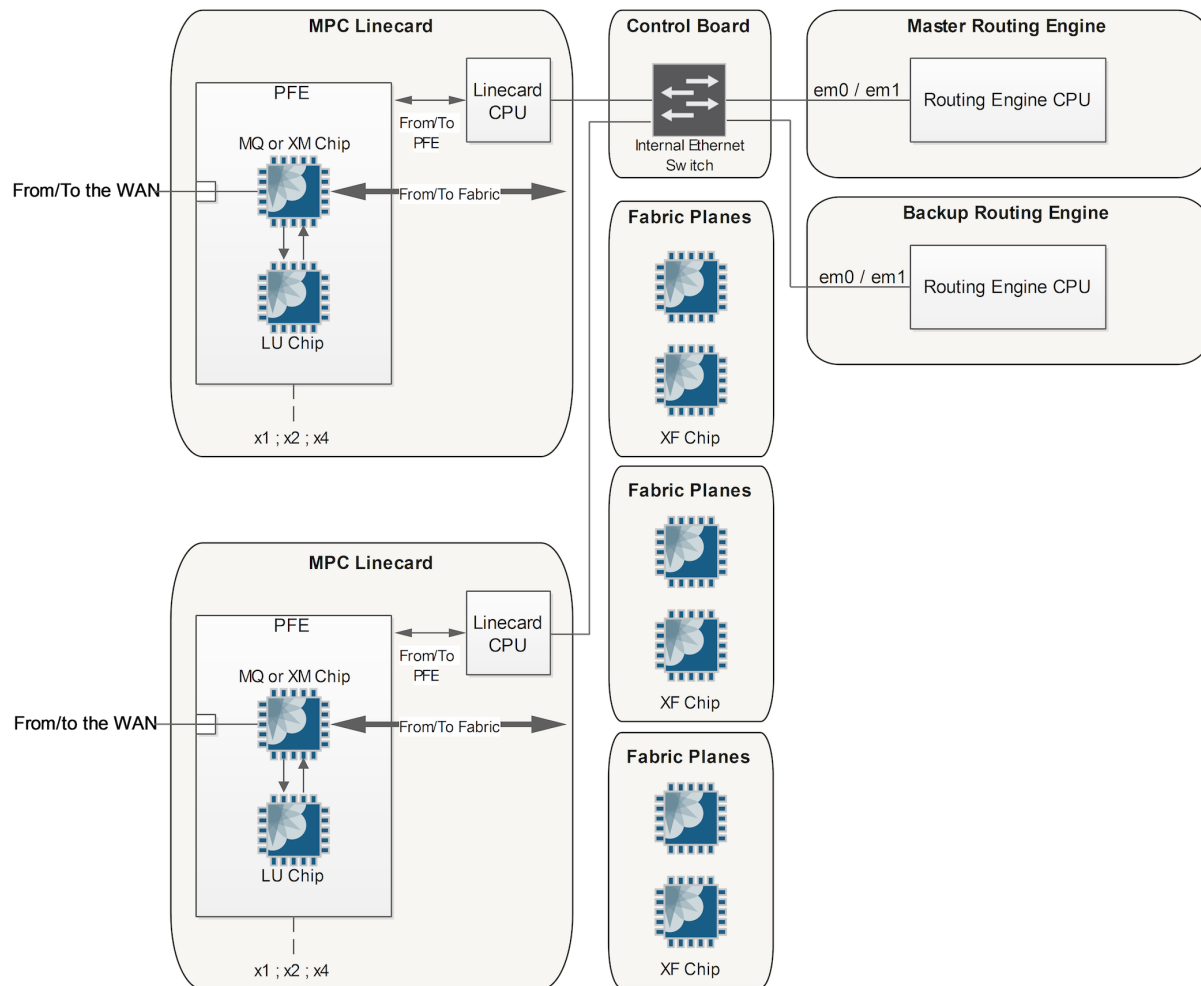 MPC Linecard
PFE
MQ or XM Chip
Linecard
CPU
From/To
PFE
From/To the WAN
From/To Fabric
LU Chip
x1 ; x2 ; x4
Control Board
Internal Ethernet
Switch
Master Routing Engine
em0 / em1
Routing Engine CPU
Backup Routing Engine
em0 / em1
Routing Engine CPU
Fabric Planes
XF Chip
Fabric Planes
XF Chip
Fabric Planes
XF Chip
MPC Linecard
PFE
MQ or XM Chip
Linecard
CPU
From/To
PFE
From/to the WAN
From/To Fabric
LU Chip
x1 ; x2 ; x4